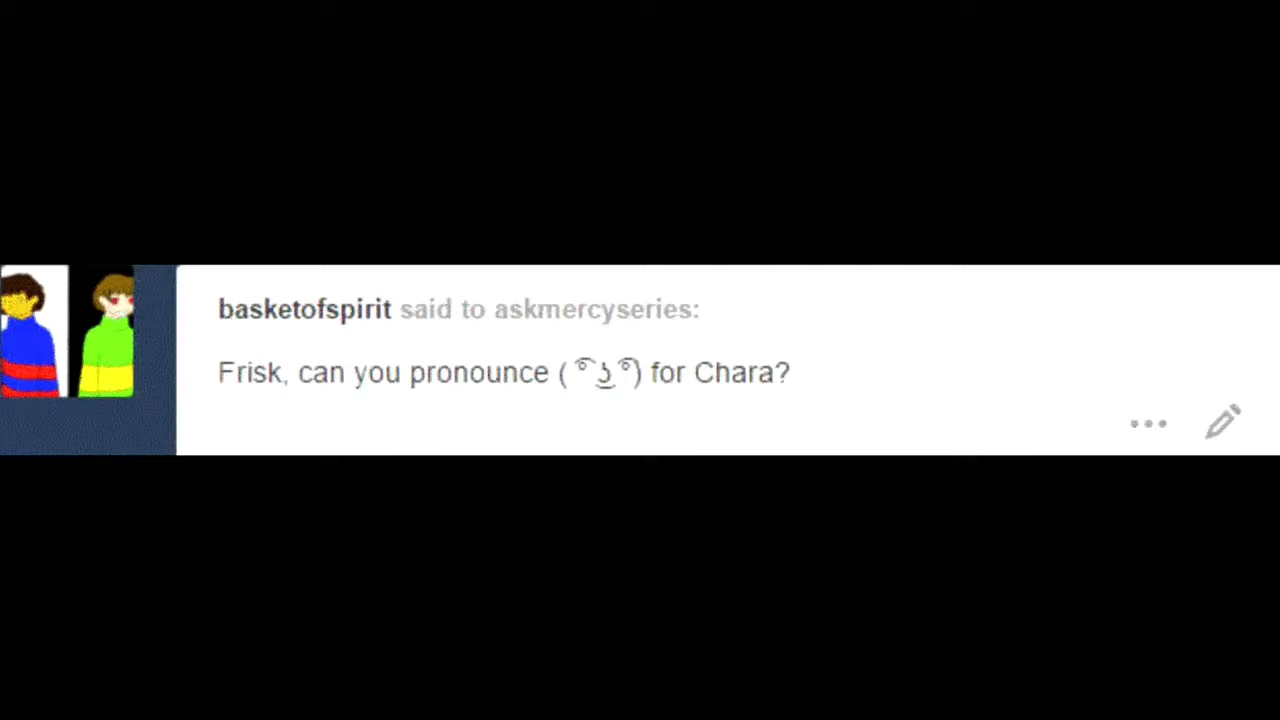 basketofspirit said to askmercyseries:
Frisk, can you pronounce ( ͡° ͜ʖ ͡°) for Chara?